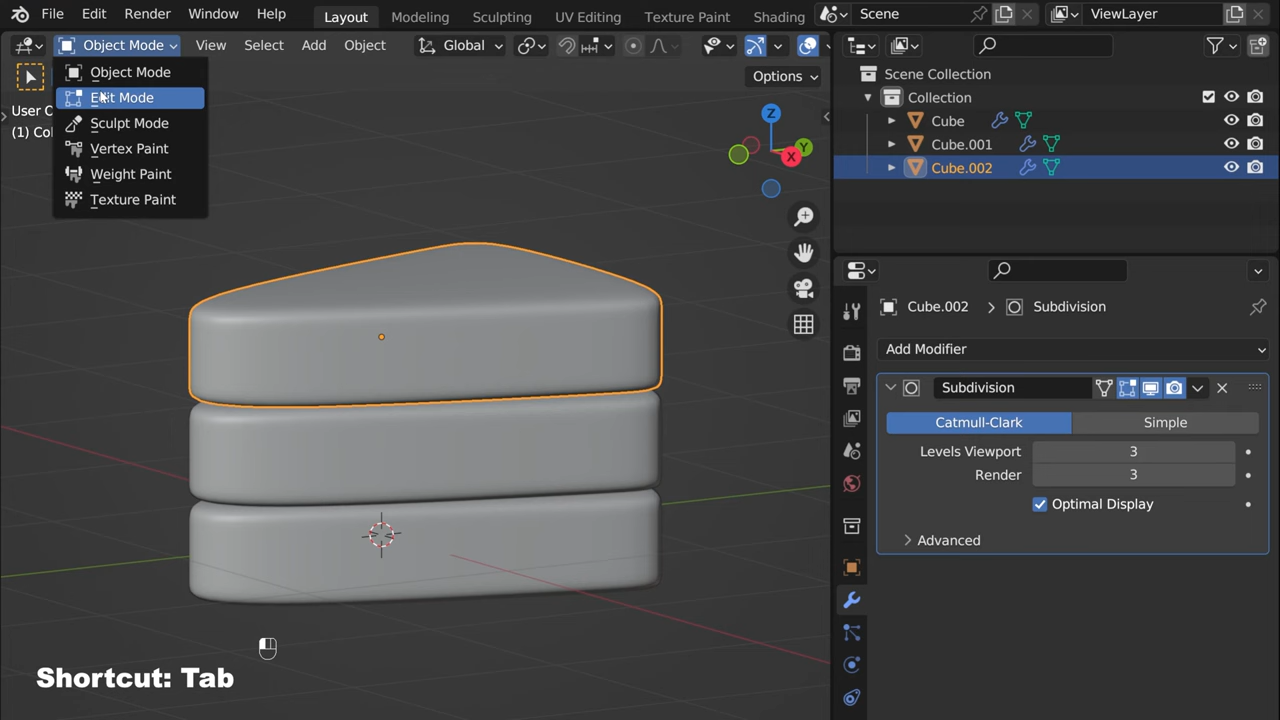 File Edit Render Window Help Layout Modeling Sculpting UV Editing Texture Paint Shading Scene ViewLayer
Object Mode View Select Add Object Global
Options
Object Mode
Edit Mode
Sculpt Mode
Vertex Paint
Weight Paint
Texture Paint
User O
(1) Col
Z
Y
X
Scene Collection
Collection
Cube
Cube.001
Cube.002
Cube.002 Subdivision
Add Modifier
Subdivision
Catmull-Clark Simple
Levels Viewport 3
Render 3
Optimal Display
Advanced
Shortcut: Tab